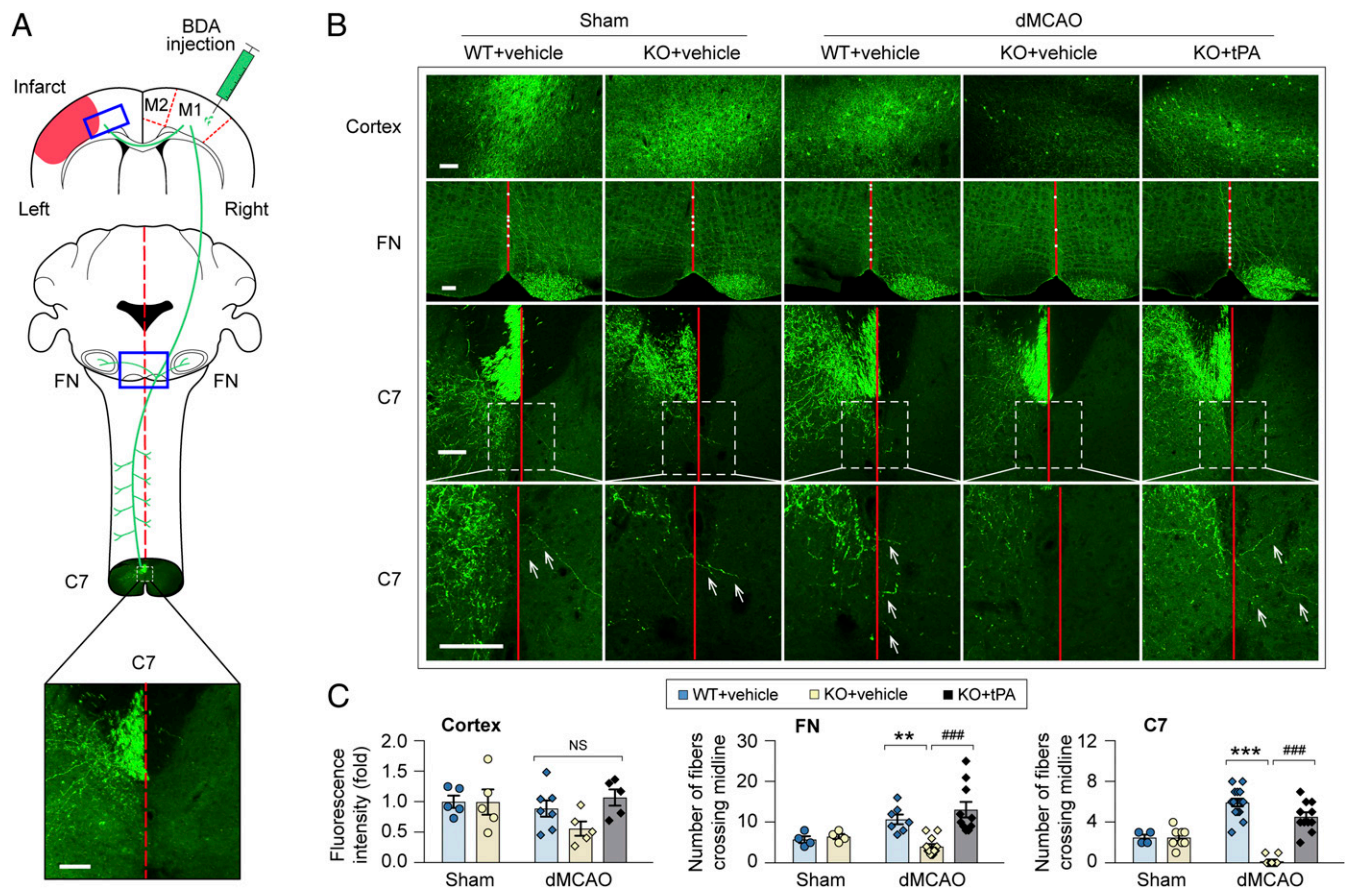 A
BDA
injection
Infarct
M2
M1
Left
Right
FN
FN
C7
C7
B
Sham
dMCAO
WT+vehicle
KO+vehicle
WT+vehicle
KO+vehicle
KO+tPA
Cortex
FN
C7
C7
C
WT+vehicle
KO+vehicle
KO+tPA
Cortex
Fluorescence
intensity (fold)
2.0
1.5
1.0
0.5
0.0
NS
Sham
dMCAO
FN
Number of fibers
crossing midline
30
20
10
0
**
###
Sham
dMCAO
C7
Number of fibers
crossing midline
12
9
6
3
0
***
###
Sham
dMCAO